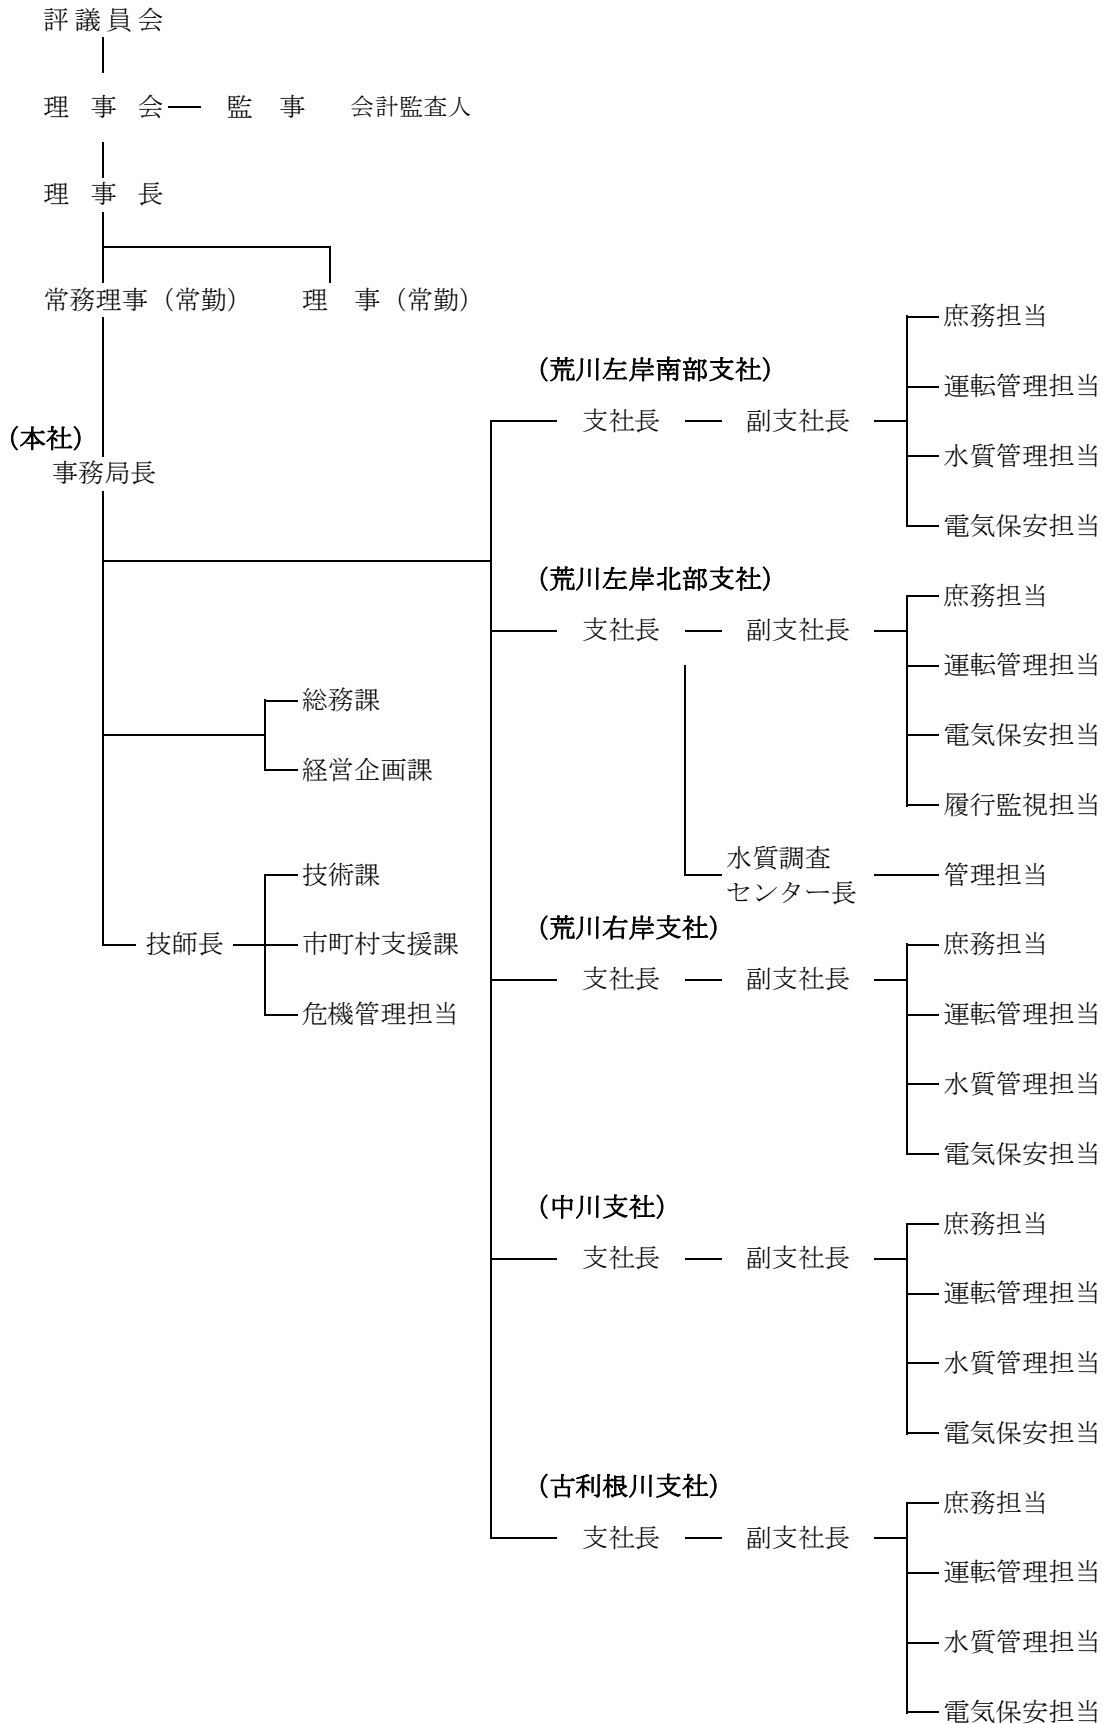 評議員会
理事会 監事 会計監査人
理事長
常務理事（常勤） 理事（常勤）
（本社）
事務局長
総務課
経営企画課
技師長
技術課
市町村支援課
危機管理担当
（荒川左岸南部支社）
支社長 副支社長
庶務担当
運転管理担当
水質管理担当
電気保安担当
（荒川左岸北部支社）
支社長 副支社長
庶務担当
運転管理担当
電気保安担当
履行監視担当
水質調査
センター長
管理担当
（荒川右岸支社）
支社長 副支社長
庶務担当
運転管理担当
水質管理担当
電気保安担当
（中川支社）
支社長 副支社長
庶務担当
運転管理担当
水質管理担当
電気保安担当
（古利根川支社）
支社長 副支社長
庶務担当
運転管理担当
水質管理担当
電気保安担当